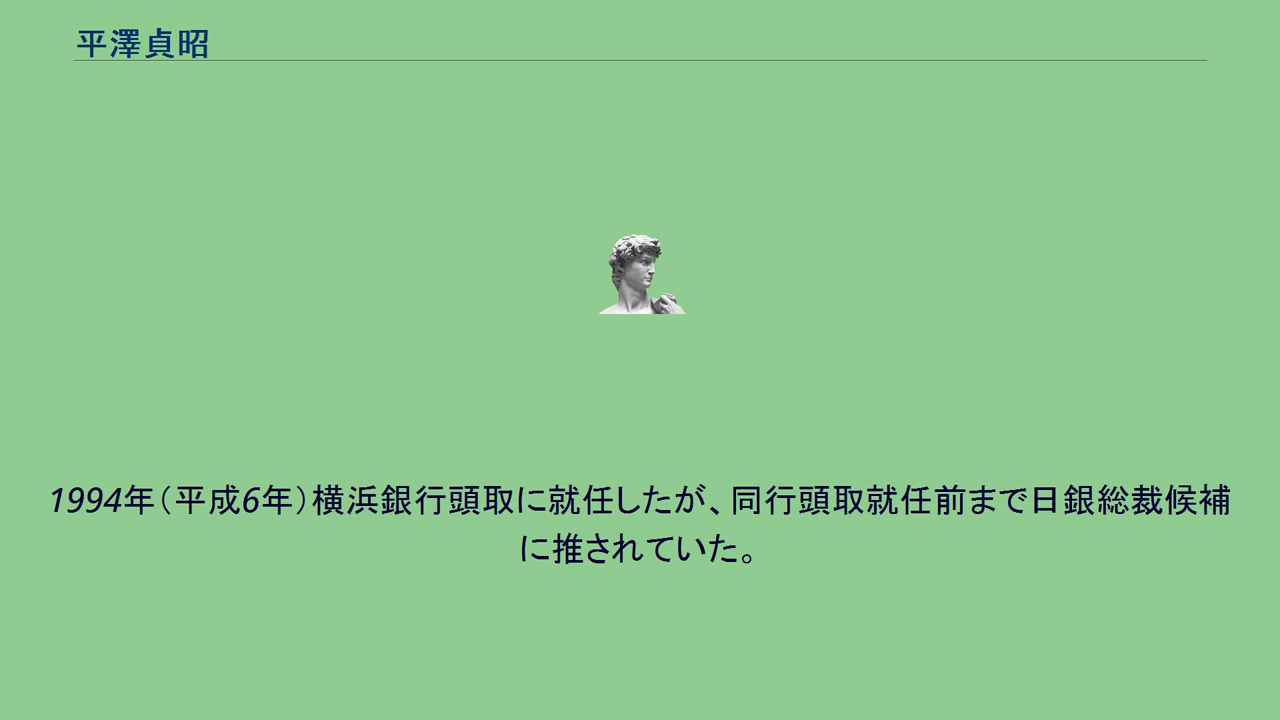 平澤貞昭
1994年（平成6年）横浜銀行頭取に就任したが、同行頭取就任前まで日銀総裁候補
に推されていた。